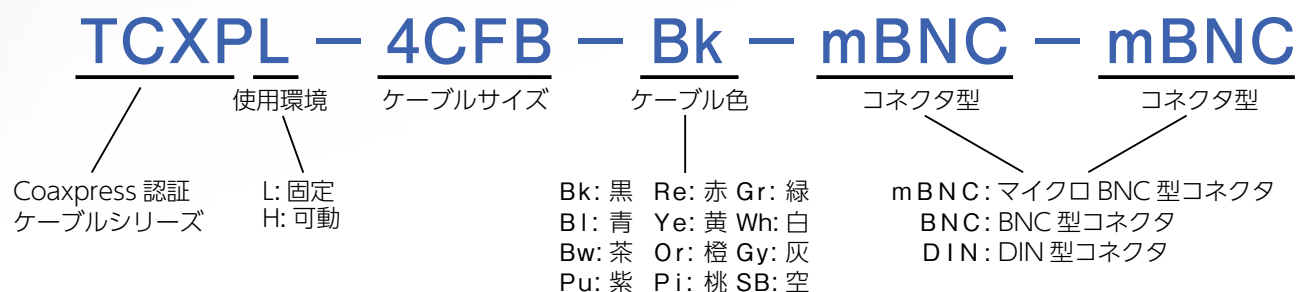 TCXPL － 4CFB － Bk － mBNC － mBNC
使用環境 ケーブルサイズ ケーブル色 コネクタ型 コネクタ型
Coaxpress 認証
ケーブルシリーズ
L: 固定
H: 可動
Bk: 黒 Re: 赤 Gr: 緑
Bl: 青 Ye: 黄 Wh: 白
Bw: 茶 Or: 橙 Gy: 灰
Pu: 紫 Pi: 桃 SB: 空
mBNC: マイクロ BNC 型コネクタ
BNC: BNC 型コネクタ
DIN: DIN 型コネクタ